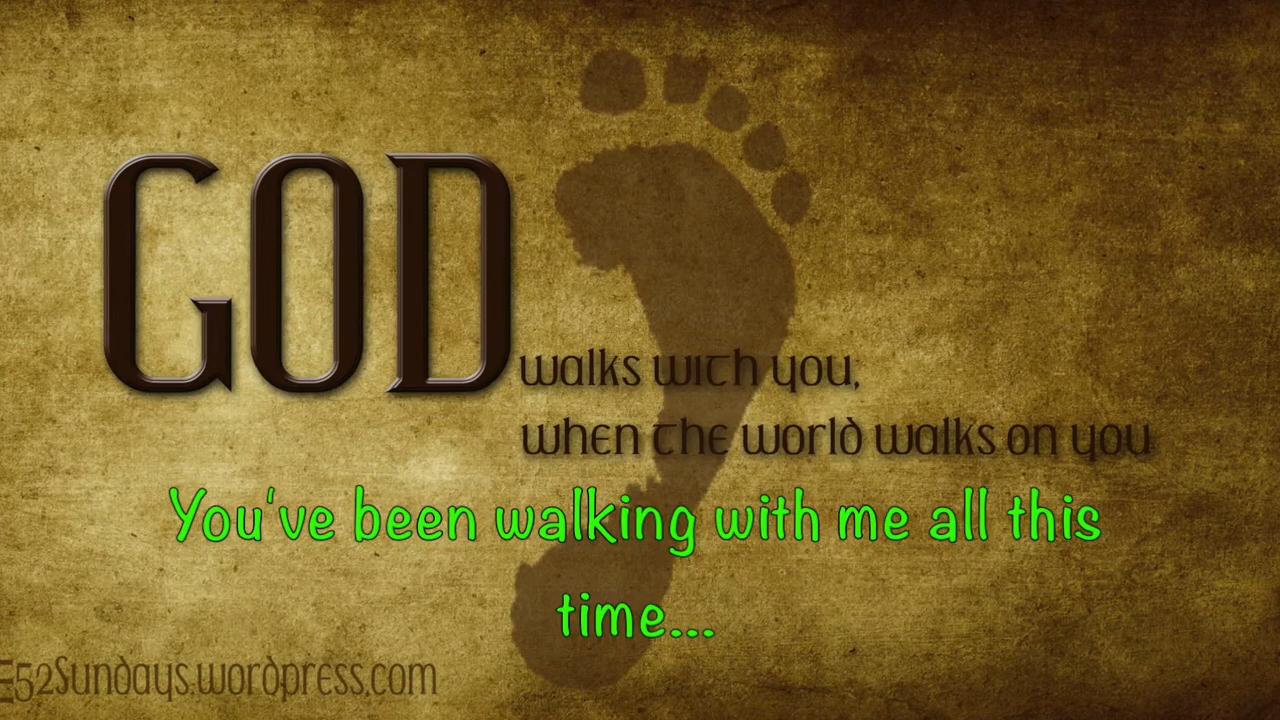 GOD
walks with you,
when the world walks on you
You've been walking with me all this
time...
E52Sundays.wordpress.com